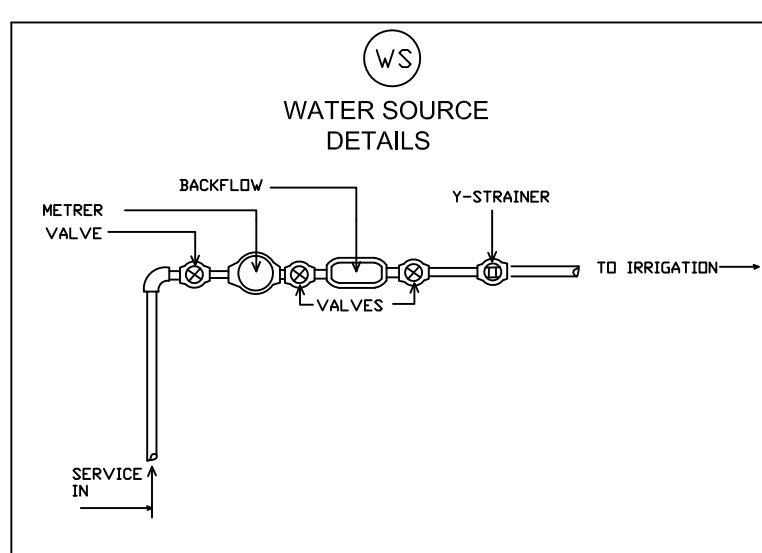 WS
WATER SOURCE
DETAILS
BACKFLOW
Y-STRAINER
METRER
VALVE
TO IRRIGATION
VALVES
SERVICE
IN